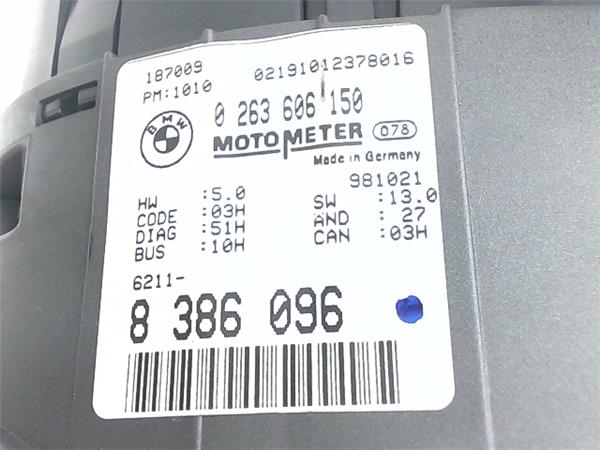 187009 02191012378016
PM:1010
BMW 0 263 606 150
MOTOMETER 078
Made in Germany
981021
HW :5.0 SW :13.0
CODE :03H AND : 27
DIAG :51H CAN :03H
BUS :10H
6211-
8 386 096